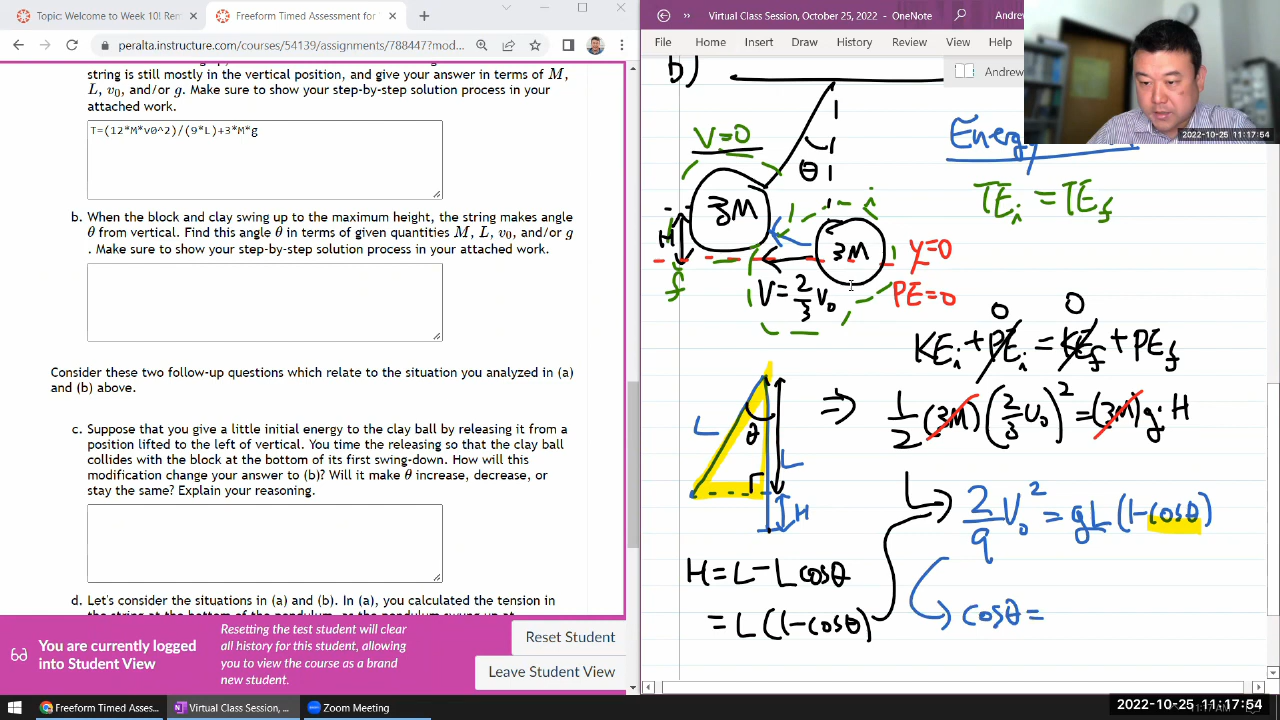 Topic: Welcome to Week 10! Rem
Freeform Timed Assessment for
peralta.instructure.com/courses/54139/assignments/788447?mod...
string is still mostly in the vertical position, and give your answer in terms of M,
L, v0, and/or g. Make sure to show your step-by-step solution process in your
attached work.
T=(12*M*v0^2)/(9*L)+3*M*g
b. When the block and clay swing up to the maximum height, the string makes angle
θ from vertical. Find this angle θ in terms of given quantities M, L, v0, and/or g
. Make sure to show your step-by-step solution process in your attached work.
Consider these two follow-up questions which relate to the situation you analyzed in (a)
and (b) above.
c. Suppose that you give a little initial energy to the clay ball by releasing it from a
position lifted to the left of vertical. You time the releasing so that the clay ball
collides with the block at the bottom of its first swing-down. How will this
modification change your answer to (b)? Will it make θ increase, decrease, or
stay the same? Explain your reasoning.
d. Let's consider the situations in (a) and (b). In (a), you calculated the tension in
You are currently logged
into Student View
Resetting the test student will clear
all history for this student, allowing
you to view the course as a brand
new student.
Reset Student
Leave Student View
Freeform Timed Asses...
Virtual Class Session, ...
Zoom Meeting
Virtual Class Session, October 25, 2022 - OneNote
Andrew
File Home Insert Draw History Review View Help
Andrew
2022-10-25 11:17:54
b)
Energy
V=0
θ
TEi = TEf
3M
i
H
3M
y=0
f
V = 2/3 v0
PE=0
0 0
KEi + PEi = KEf + PEf
⇒ 1/2 (3M) (2/3 v0)^2 = (3M) g · H
L
θ
L
H
2/9 V0^2 = gL (1-cosθ)
H = L - L cosθ
= L (1-cosθ)
cosθ =
2022-10-25 11:17:54